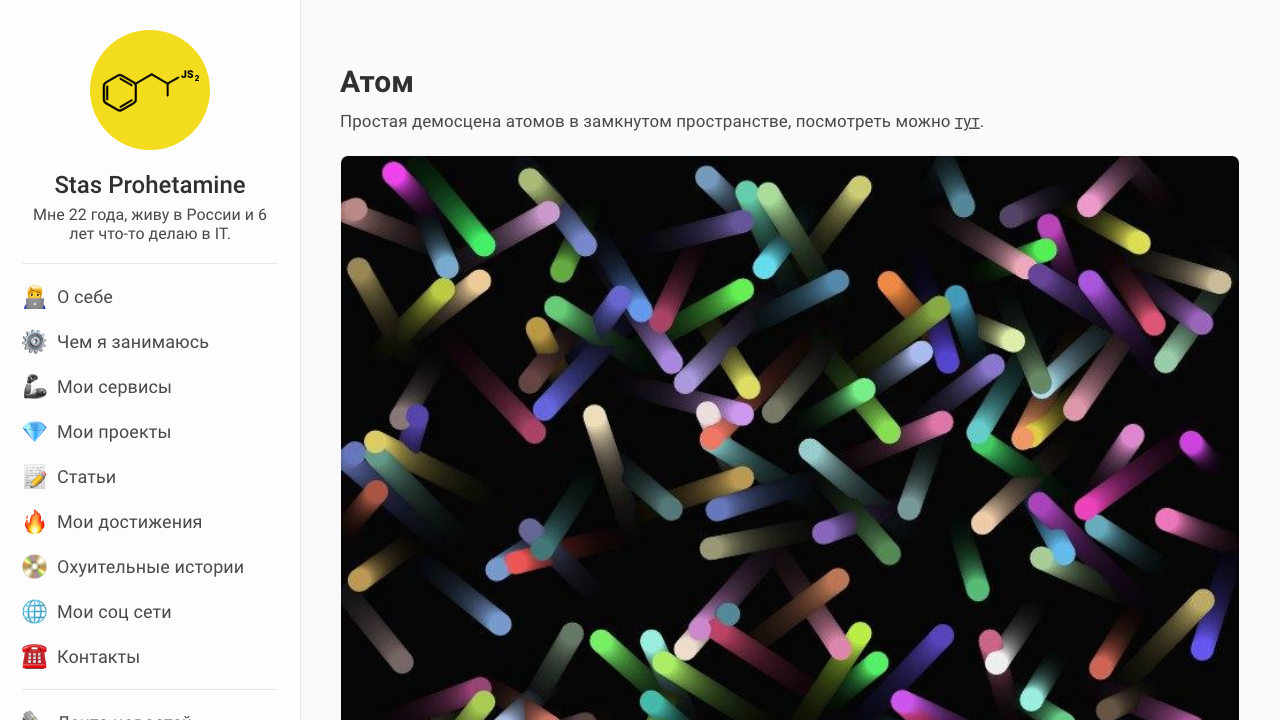 JS2
Stas Prohetamine
Мне 22 года, живу в России и 6
лет что-то делаю в IT.
О себе
Чем я занимаюсь
Мои сервисы
Мои проекты
Статьи
Мои достижения
Охуительные истории
Мои соц сети
Контакты
Лента новостей
Атом
Простая демосцена атомов в замкнутом пространстве, посмотреть можно тут.